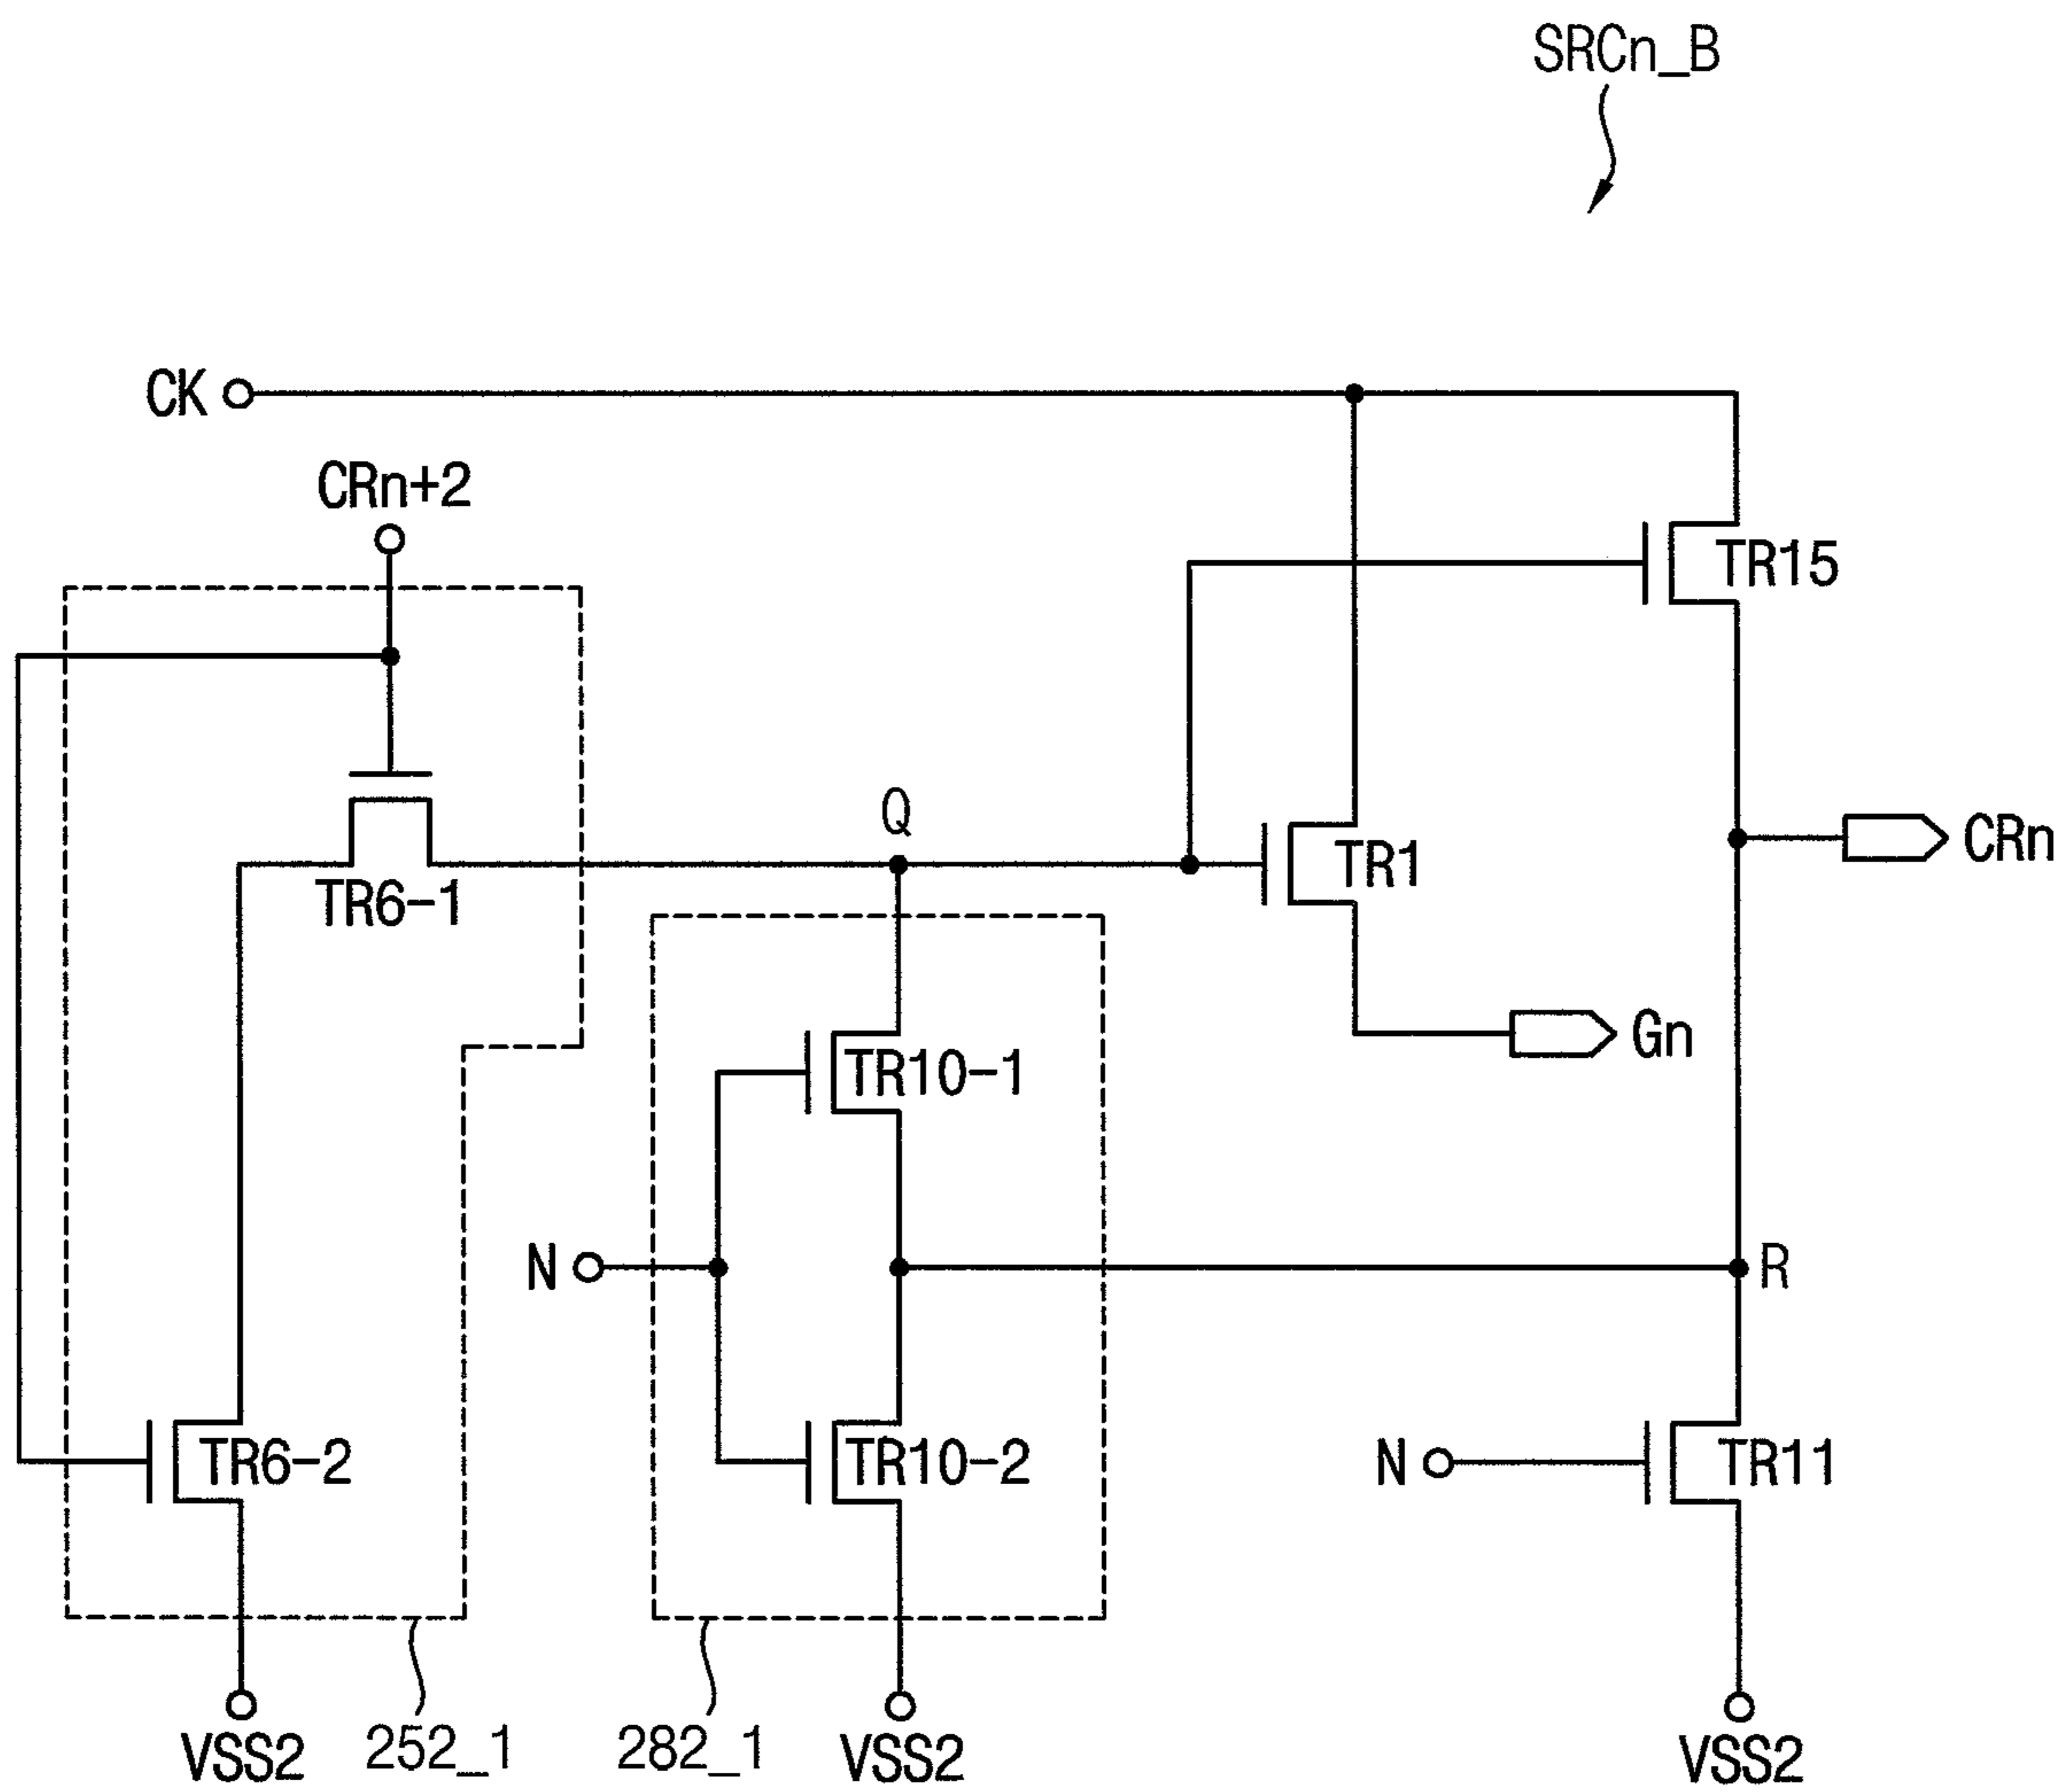 SRCn_B
CK
CRn+2
TR15
Q
TR1
CRn
TR6-1
Gn
TR10-1
N
R
TR6-2
TR10-2
N
TR11
VSS2
252_1
282_1
VSS2
VSS2